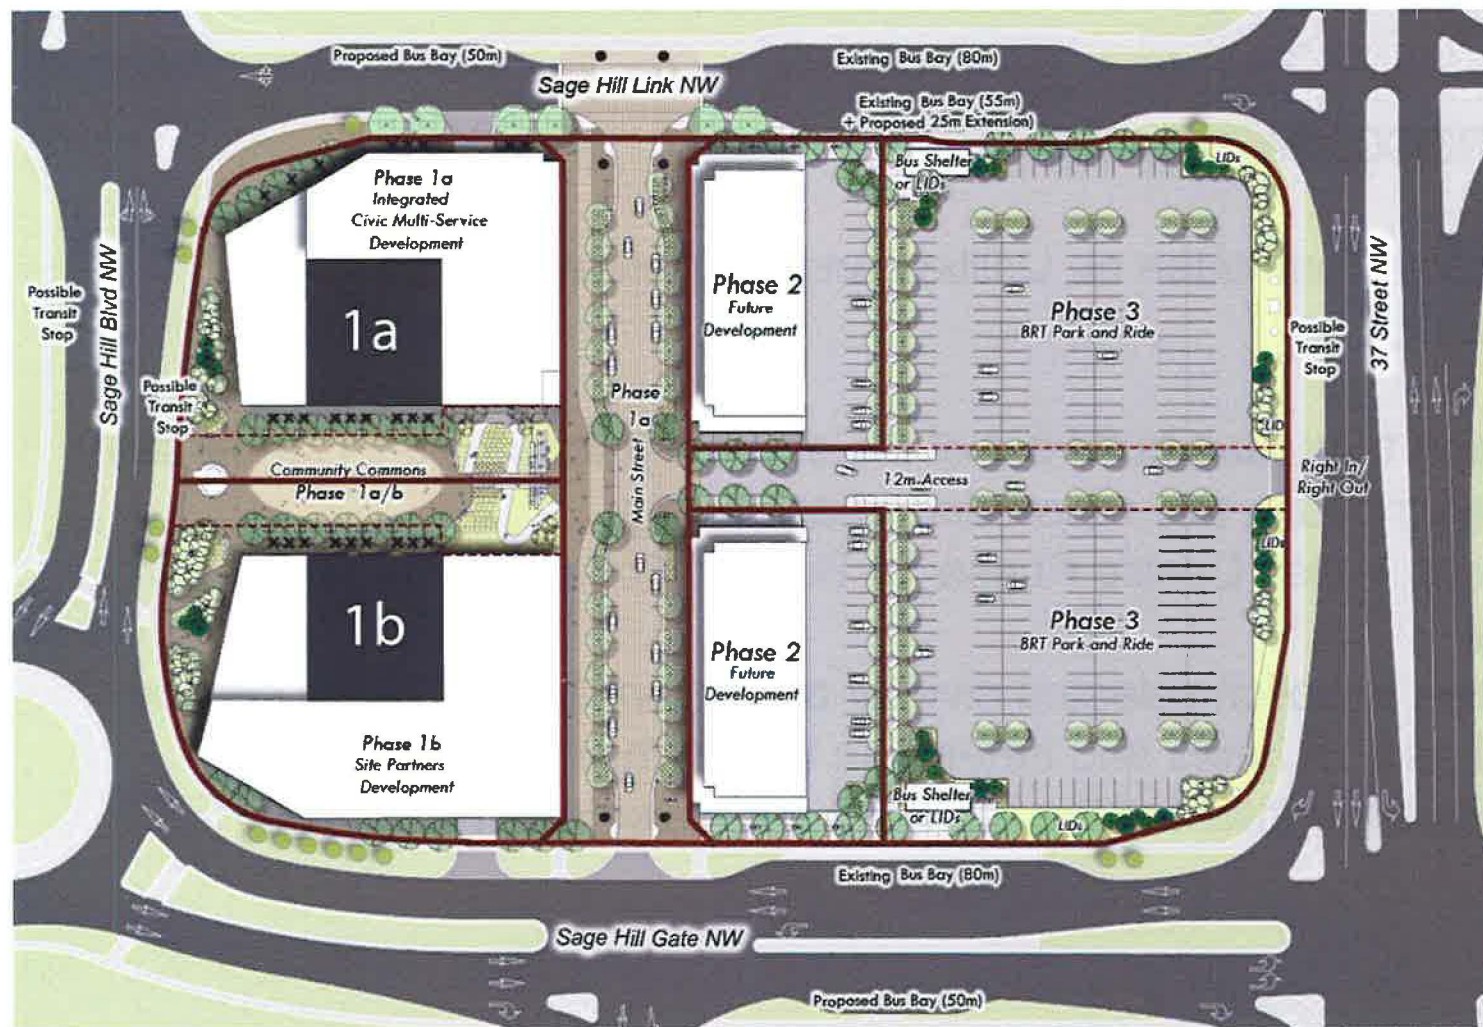 Proposed Bus Bay (50m)
Existing Bus Bay (80m)
Sage Hill Link NW
Existing Bus Bay (55m)
+ Proposed 25m Extension)
Phase 1a
Integrated
Civic Multi-Service
Development
1a
Bus Shelter
or LIDs
LIDs
Phase 2
Future
Development
Phase 3
BRT Park and Ride
Possible
Transit
Stop
Sage Hill Blvd NW
Possible
Transit
Stop
Possible
Transit
Stop
37 Street NW
Phase
1a
Main Street
LIDs
Community Commons
Phase 1a/b
12m Access
Right In/
Right Out
LIDs
1b
Phase 1b
Site Partners
Development
Phase 2
Future
Development
Phase 3
BRT Park and Ride
Bus Shelter
or LIDs
LIDs
Existing Bus Bay (80m)
Sage Hill Gate NW
Proposed Bus Bay (50m)